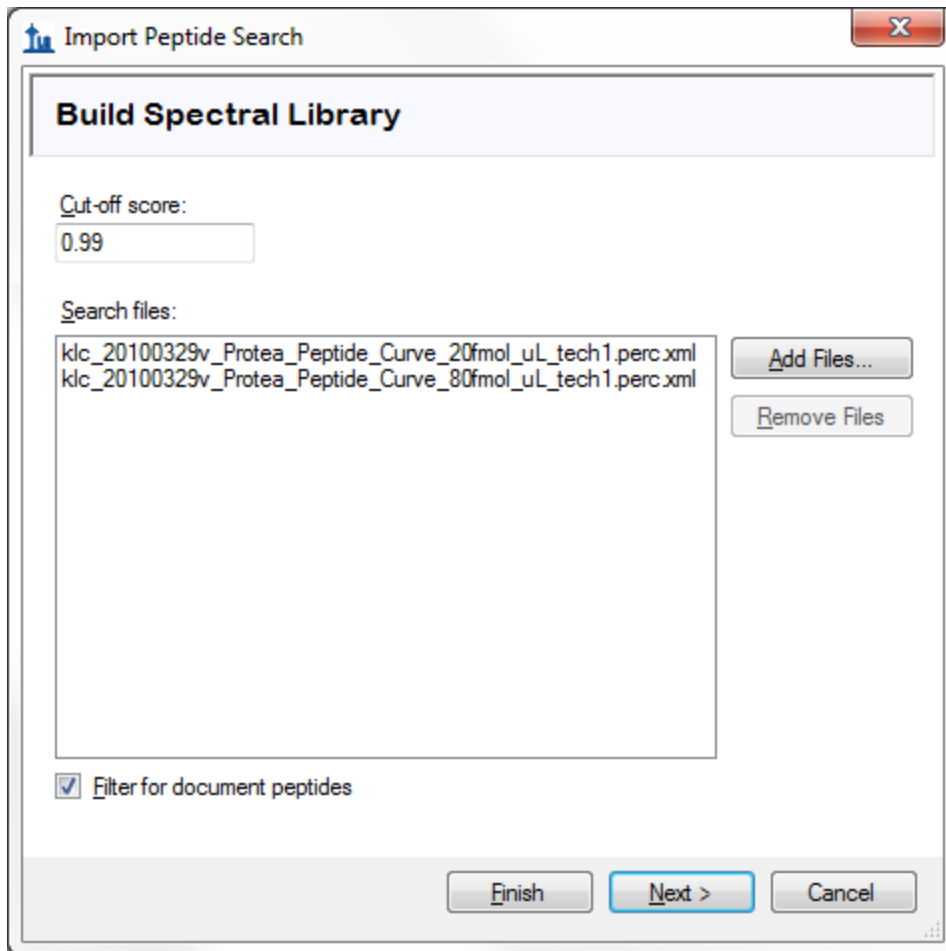 Import Peptide Search
Build Spectral Library
Cut-off score:
0.99
Search files:
klc_20100329v_Protea_Peptide_Curve_20fmol_uL_tech1.perc.xml
klc_20100329v_Protea_Peptide_Curve_80fmol_uL_tech1.perc.xml
Add Files...
Remove Files
Filter for document peptides
Finish
Next >
Cancel